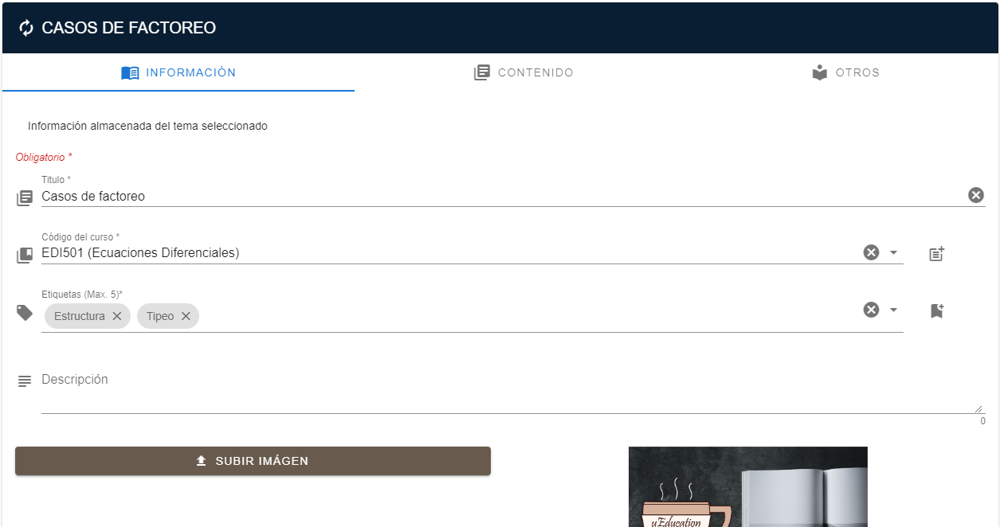 CASOS DE FACTOREO
INFORMACIÓN
CONTENIDO
OTROS
Información almacenada del tema seleccionado
Obligatorio *
Titulo *
Casos de factoreo
Código del curso *
EDI501 (Ecuaciones Diferenciales)
Etiquetas (Max. 5)*
Estructura
Tipeo
Descripción
0
SUBIR IMÁGEN
uEducation